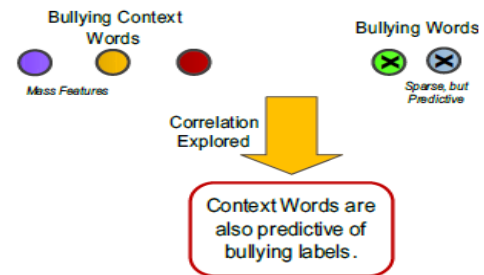 Bullying Context
Words
Bullying Words
Mass Features
Sparse, but
Predictive
Correlation
Explored
Context Words are
also predictive of
bullying labels.